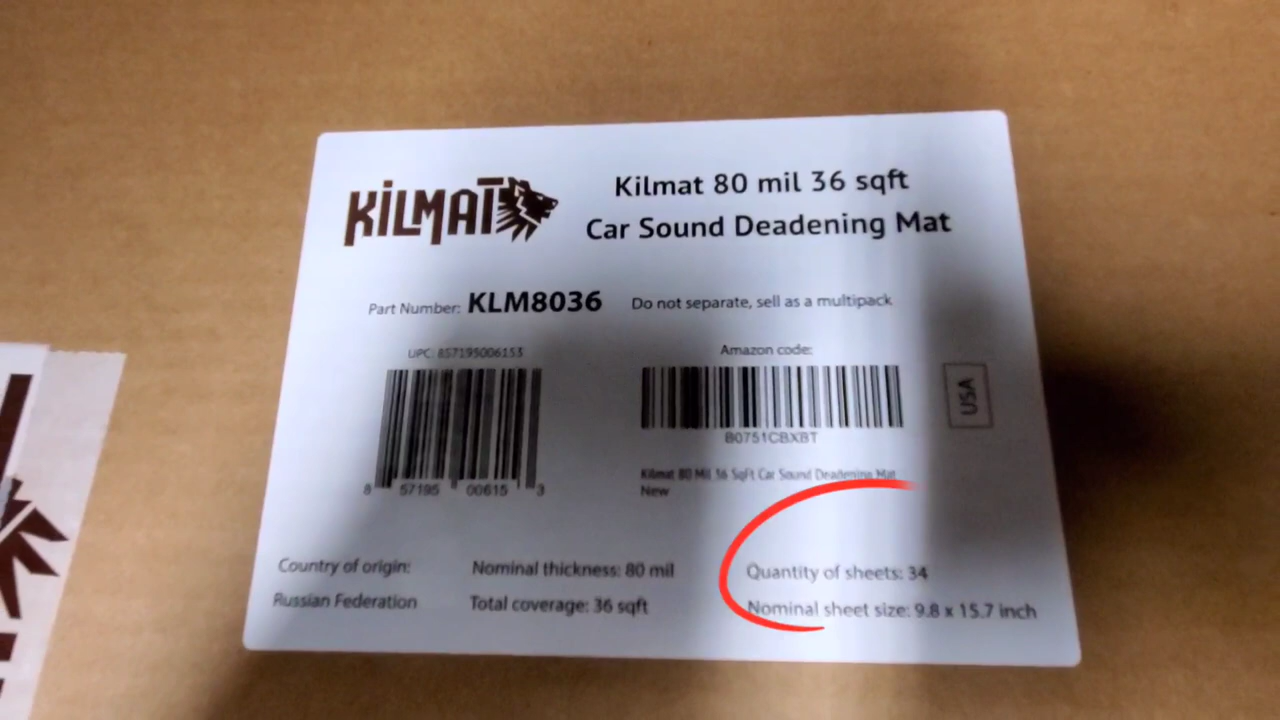 KILMAT
Kilmat 80 mil 36 sqft
Car Sound Deadening Mat
Part Number: KLM8036
Do not separate, sell as a multipack
UPC: 857195006153
Amazon code:
8 57195 00615 3
B0751CBXBT
USA
Kilmat 80 Mil 36 SqFt Car Sound Deadening Mat
New
Country of origin:
Russian Federation
Nominal thickness: 80 mil
Total coverage: 36 sqft
Quantity of sheets: 34
Nominal sheet size: 9.8 x 15.7 inch